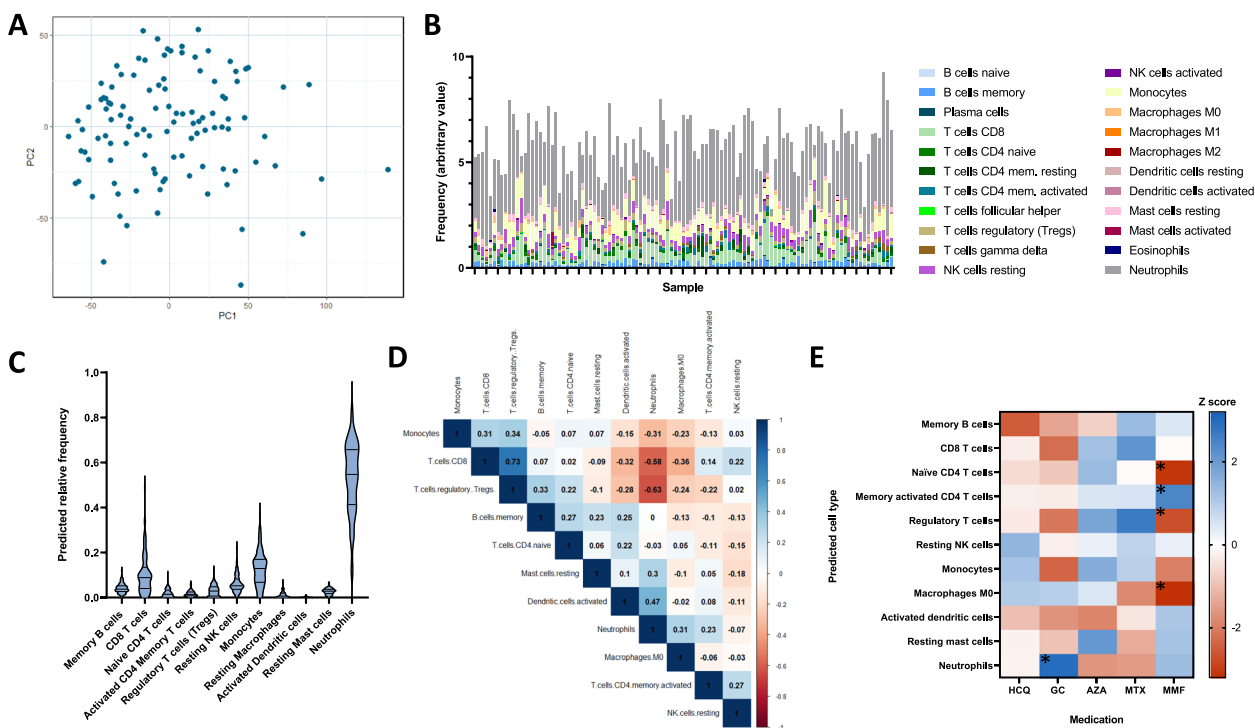 A
50
0
-50
PC2
-50
0
50
100
PC1
B
10
5
0
Frequency (arbritrary value)
Sample
B cells naive
B cells memory
Plasma cells
T cells CD8
T cells CD4 naive
T cells CD4 mem. resting
T cells CD4 mem. activated
T cells follicular helper
T cells regulatory (Tregs)
T cells gamma delta
NK cells resting
NK cells activated
Monocytes
Macrophages M0
Macrophages M1
Macrophages M2
Dendritic cells resting
Dendritic cells activated
Mast cells resting
Mast cells activated
Eosinophils
Neutrophils
C
1.0
0.8
0.6
0.4
0.2
0.0
Predicted relative frequency
Memory B cells
CD8 T cells
Naive CD4 T cells
Activated CD4 Memory T cells
Regulatory T cells (Tregs)
Resting NK cells
Monocytes
Resting Macrophages
Activated Dendritic cells
Resting Mast cells
Neutrophils
D
Monocytes
T.cells.CD8
T.cells.regulatory..Tregs.
B.cells.memory
T.cells.CD4.naive
Mast.cells.resting
Dendritic.cells.activated
Neutrophils
Macrophages.M0
T.cells.CD4.memory.activated
NK.cells.resting
Monocytes 1 0.31 0.34 -0.05 0.07 0.07 -0.15 -0.31 -0.23 -0.13 0.03
T.cells.CD8 1 0.73 0.07 0.02 -0.09 -0.32 -0.58 -0.36 0.14 0.22
T.cells.regulatory..Tregs. 1 0.33 0.22 -0.1 -0.28 -0.63 -0.24 -0.22 0.02
B.cells.memory 1 0.27 0.23 0.25 0 -0.13 -0.1 -0.13
T.cells.CD4.naive 1 0.06 0.22 -0.03 0.05 -0.11 -0.15
Mast.cells.resting 1 0.1 0.3 -0.1 0.05 -0.18
Dendritic.cells.activated 1 0.47 -0.02 0.08 -0.11
Neutrophils 1 0.31 0.23 -0.07
Macrophages.M0 1 -0.06 -0.03
T.cells.CD4.memory.activated 1 0.27
NK.cells.resting 1
1
0.8
0.6
0.4
0.2
0
-0.2
-0.4
-0.6
-0.8
-1
E
Z score
Predicted cell type
Memory B cells
CD8 T cells
Naïve CD4 T cells *
Memory activated CD4 T cells *
Regulatory T cells *
Resting NK cells
Monocytes
Macrophages M0 *
Activated dendritic cells
Resting mast cells
Neutrophils *
HCQ GC AZA MTX MMF
Medication
2
0
-2